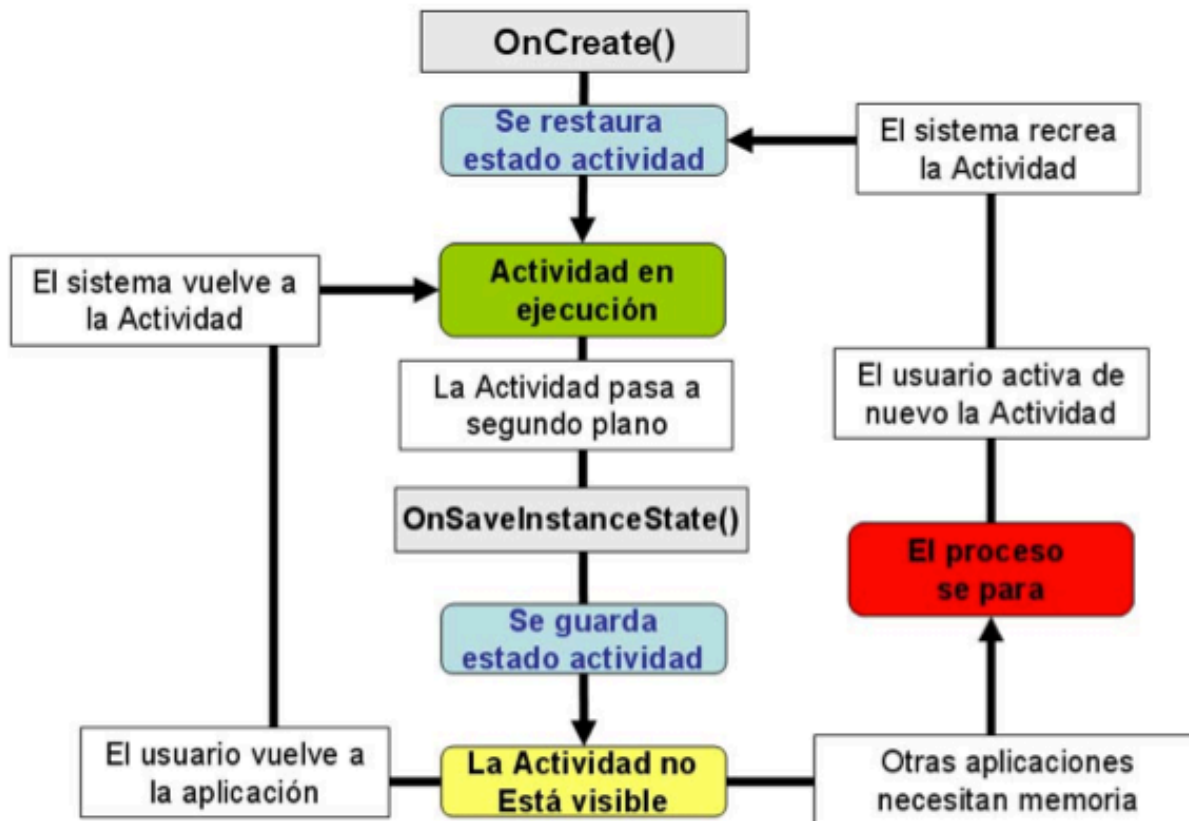 OnCreate()
Se restaura
estado actividad
El sistema recrea
la Actividad
El sistema vuelve a
la Actividad
Actividad en
ejecución
La Actividad pasa a
segundo plano
El usuario activa de
nuevo la Actividad
OnSaveInstanceState()
El proceso
se para
Se guarda
estado actividad
El usuario vuelve a
la aplicación
La Actividad no
Está visible
Otras aplicaciones
necesitan memoria